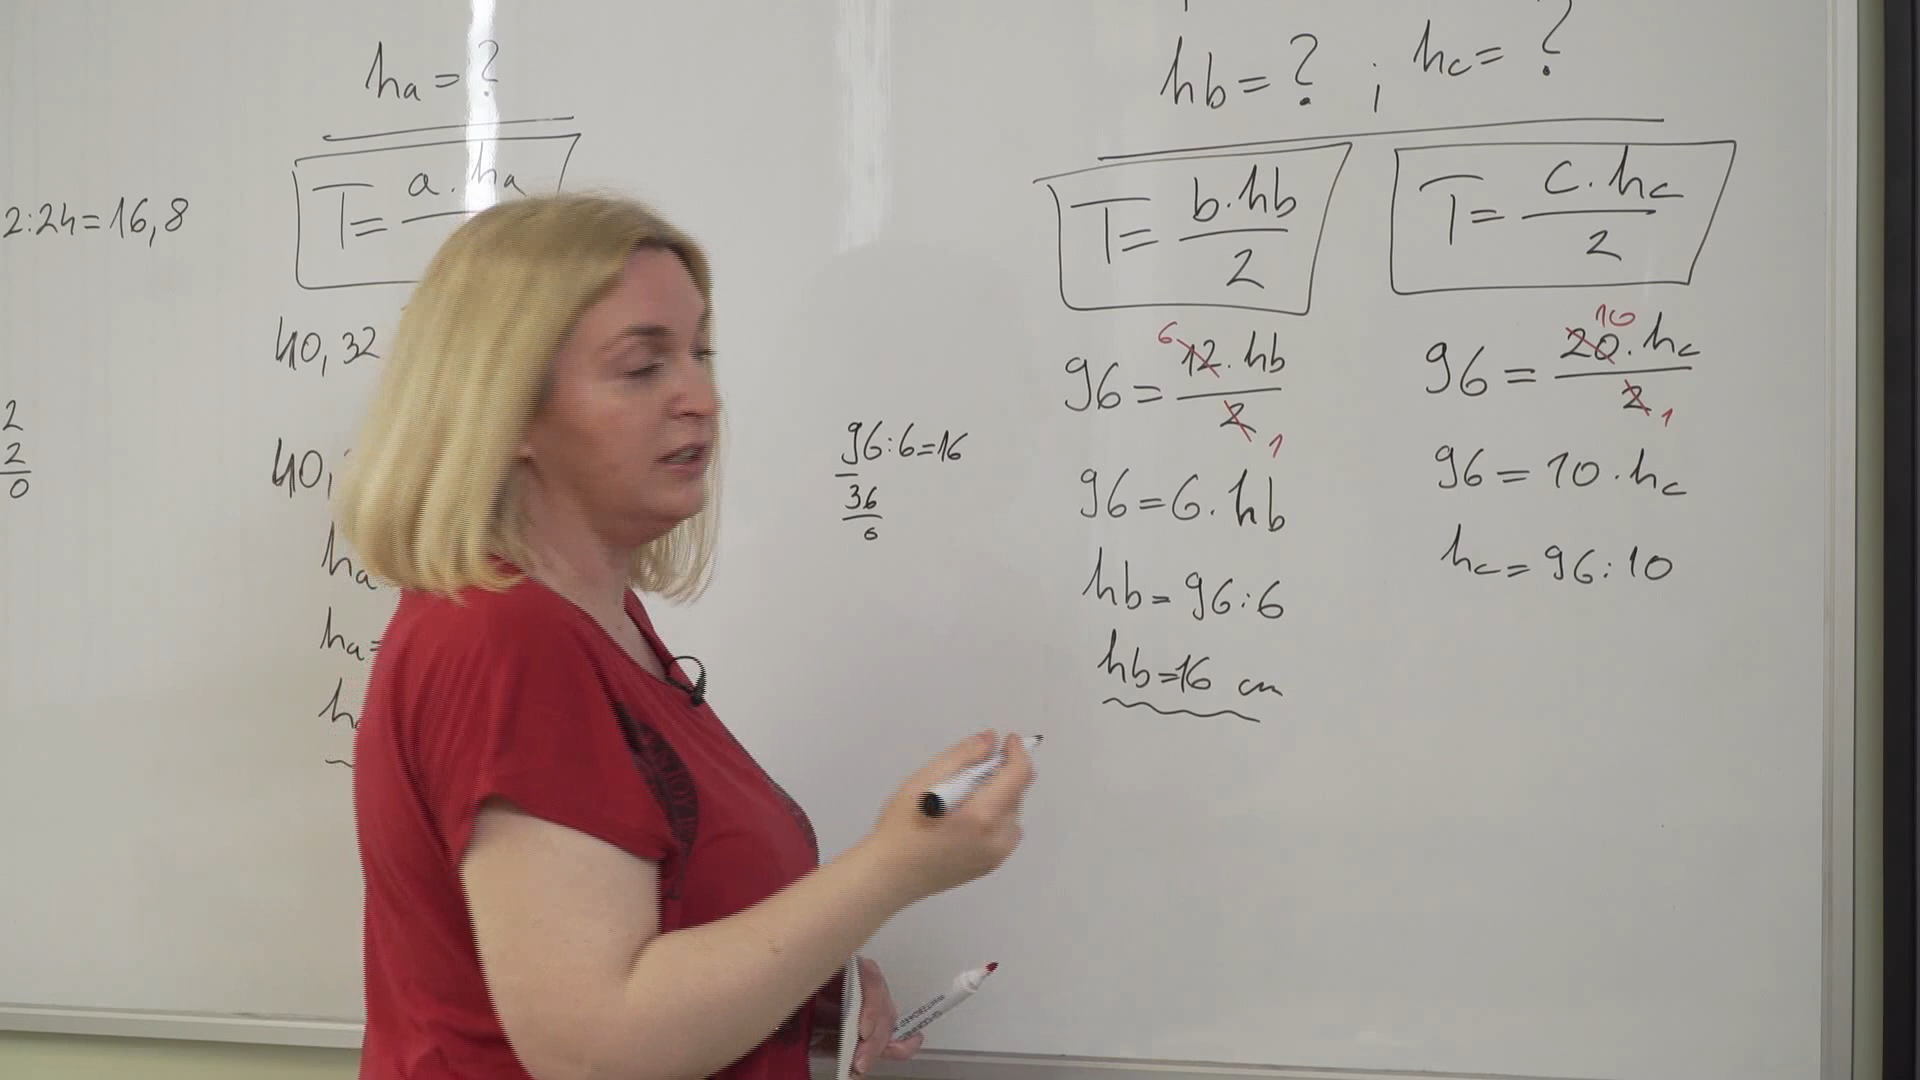 2:24=16,8
2
2
0
ha=?
T=a.ha
40,32
40,
ha
ha=
96:6=16
36
0
hb=? ; hc=?
T=b.hb/2
96=12.hb/2
6
1
96=6.hb
hb=96:6
hb=16 cm
T=c.hc/2
96=20.hc/2
10
1
96=10.hc
hc=96:10